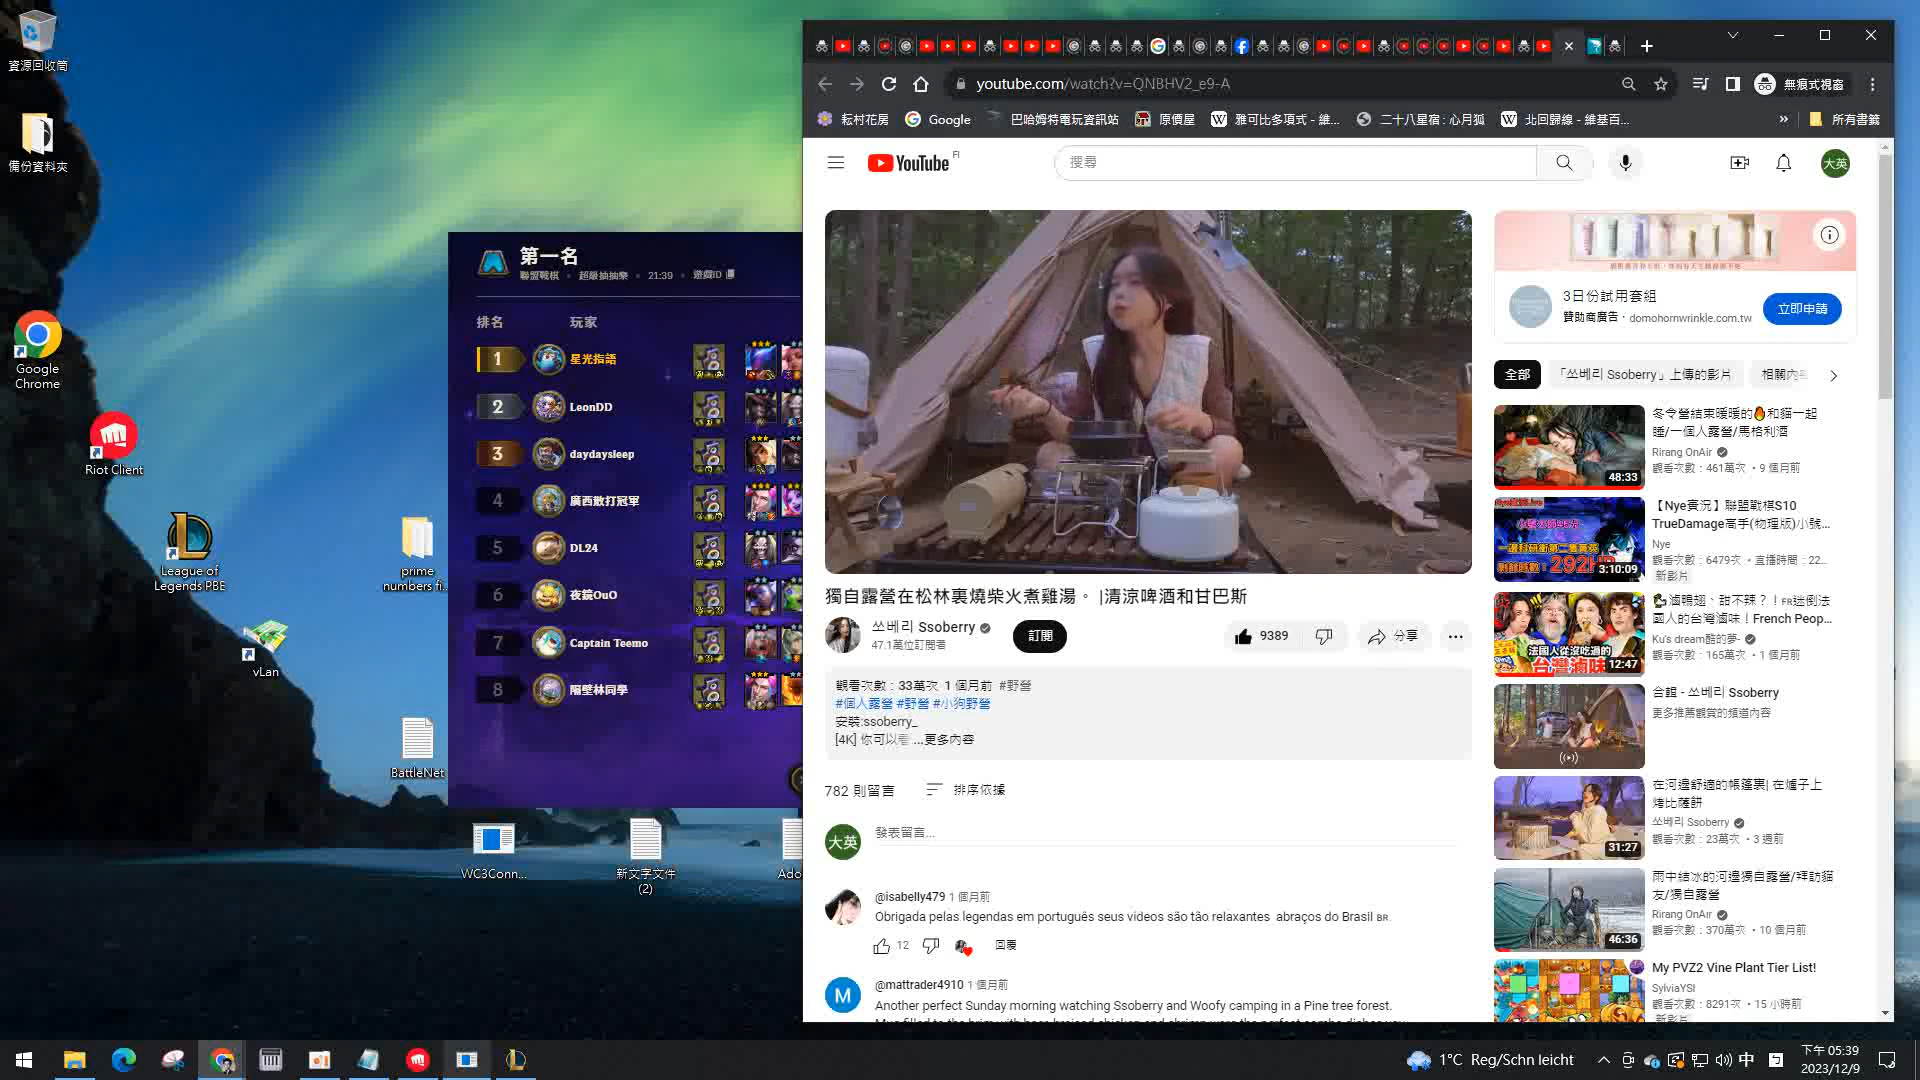 資源回收筒
備份資料夾
Google
Chrome
Riot Client
League of
Legends PBE
prime
numbers fi...
vLan
BattleNet
WC3Conn...
新文字文件
(2)
Ado
第一名
聯盟戰棋 • 超級抽抽樂 • 21:39 • 遊戲ID
排名 玩家
1 星光指語
2 LeonDD
3 daydaysleep
4 廣西散打冠軍
5 DL24
6 夜鏡OuO
7 Captain Teemo
8 隔壁林同學
youtube.com/watch?v=QNBHV2_e9-A
無痕式視窗
耘村花房
Google
巴哈姆特電玩資訊站
原價屋
雅可比多項式 - 維...
二十八星宿 : 心月狐
北回歸線 - 維基百...
»
所有書籤
YouTube FI
搜尋
大英
獨自露營在松林裏燒柴火煮雞湯。 |清涼啤酒和甘巴斯
쏘베리 Ssoberry
47.1萬位訂閱者
訂閱
9389
分享
觀看次數：33萬次 1 個月前 #野營
#個人露營 #野營 #小狗野營
安裝:ssoberry_
[4K] 你可以看 ...更多內容
782 則留言
排序依據
大英
發表留言...
@isabelly479 1 個月前
Obrigada pelas legendas em português seus videos são tão relaxantes abraços do Brasil BR
12
回覆
M
@mattrader4910 1 個月前
Another perfect Sunday morning watching Ssoberry and Woofy camping in a Pine tree forest.
3日份試用套組
贊助商廣告・domohornwrinkle.com.tw
立即申請
全部
「쏘베리 Ssoberry」上傳的影片
相關內
冬令營結束暖暖的🔥和貓一起
睡/一個人露營/馬格利酒
Rirang OnAir
觀看次數：461萬次 • 9 個月前
48:33
【Nye實況】聯盟戰棋S10
TrueDamage高手(物理版)小號...
Nye
觀看次數：6479次 • 直播時間：22...
新影片
3:10:09
🦆滷鴨翅、甜不辣？！FR迷倒法
國人的台灣滷味！French Peop...
Ku's dream酷的夢-
觀看次數：165萬次 • 1 個月前
法國人從沒吃過的
台灣滷味
12:47
合輯 - 쏘베리 Ssoberry
更多推薦觀賞的頻道內容
在河邊舒適的帳篷裏| 在爐子上
烤比薩餅
쏘베리 Ssoberry
觀看次數：23萬次 • 3 週前
31:27
雨中結冰的河邊獨自露營/拜訪貓
友/獨自露營
Rirang OnAir
觀看次數：370萬次 • 10 個月前
46:36
My PVZ2 Vine Plant Tier List!
SylviaYSI
觀看次數：8291次 • 15 小時前
1°C Reg/Schn leicht
中
下午 05:39
2023/12/9